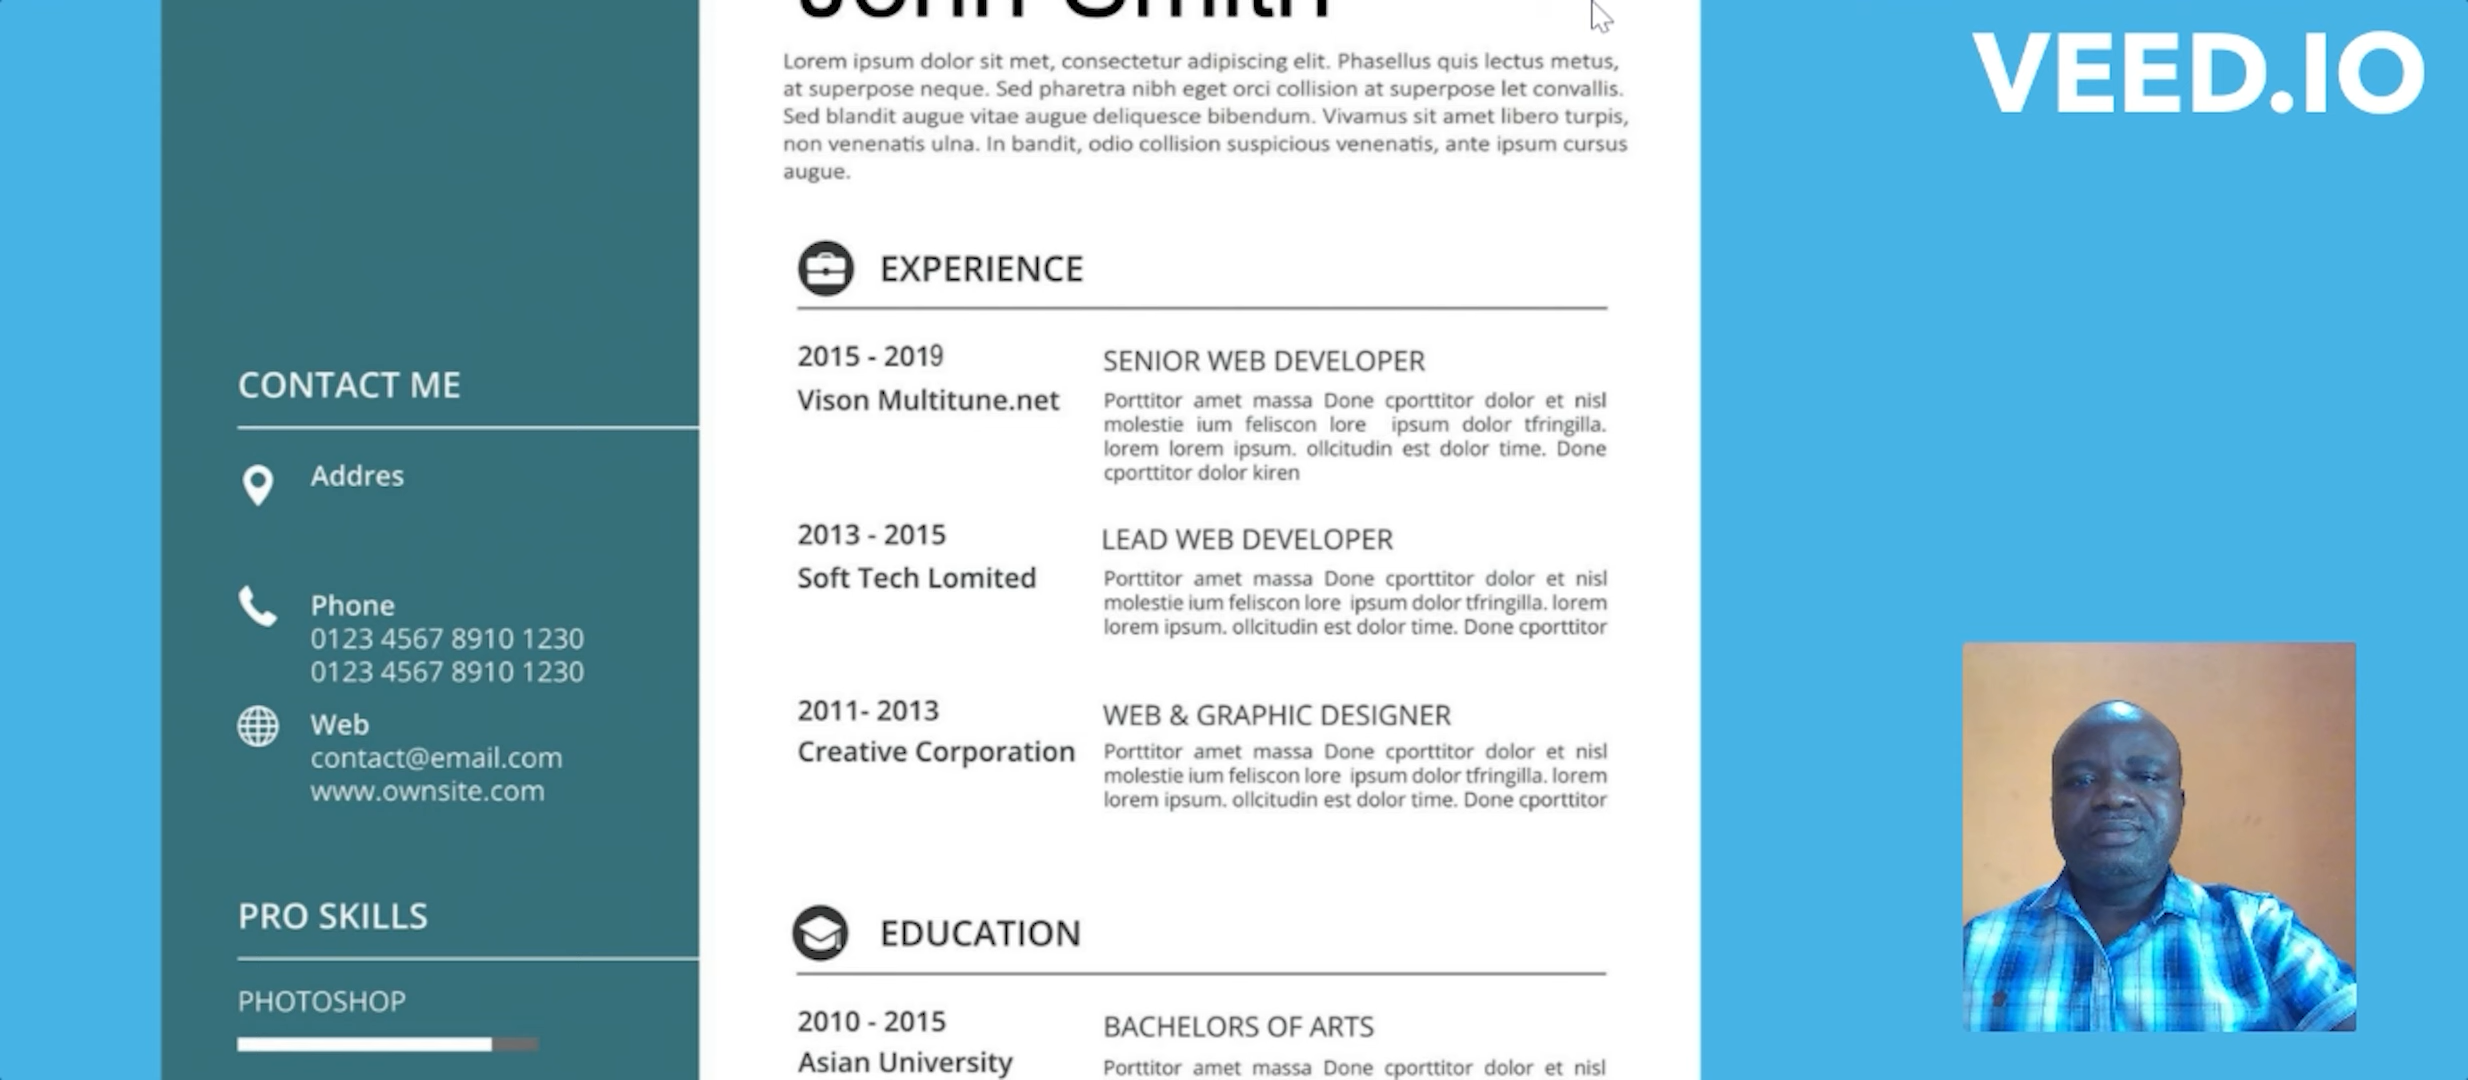 John Smith
Lorem ipsum dolor sit met, consectetur adipiscing elit. Phasellus quis lectus metus,
at superpose neque. Sed pharetra nibh eget orci collision at superpose let convallis.
Sed blandit augue vitae augue deliquesce bibendum. Vivamus sit amet libero turpis,
non venenatis ulna. In bandit, odio collision suspicious venenatis, ante ipsum cursus
augue.
VEED.IO
CONTACT ME
Addres
Phone
0123 4567 8910 1230
0123 4567 8910 1230
Web
contact@email.com
www.ownsite.com
PRO SKILLS
PHOTOSHOP
EXPERIENCE
2015 - 2019
Vison Multitune.net
SENIOR WEB DEVELOPER
Porttitor amet massa Done cporttitor dolor et nisl
molestie ium feliscon lore ipsum dolor tfringilla.
lorem lorem ipsum. ollcitudin est dolor time. Done
cporttitor dolor kiren
2013 - 2015
Soft Tech Lomited
LEAD WEB DEVELOPER
Porttitor amet massa Done cporttitor dolor et nisl
molestie ium feliscon lore ipsum dolor tfringilla. lorem
lorem ipsum. ollcitudin est dolor time. Done cporttitor
2011- 2013
Creative Corporation
WEB & GRAPHIC DESIGNER
Porttitor amet massa Done cporttitor dolor et nisl
molestie ium feliscon lore ipsum dolor tfringilla. lorem
lorem ipsum. ollcitudin est dolor time. Done cporttitor
EDUCATION
2010 - 2015
Asian University
BACHELORS OF ARTS
Porttitor amet massa Done cporttitor dolor et nisl